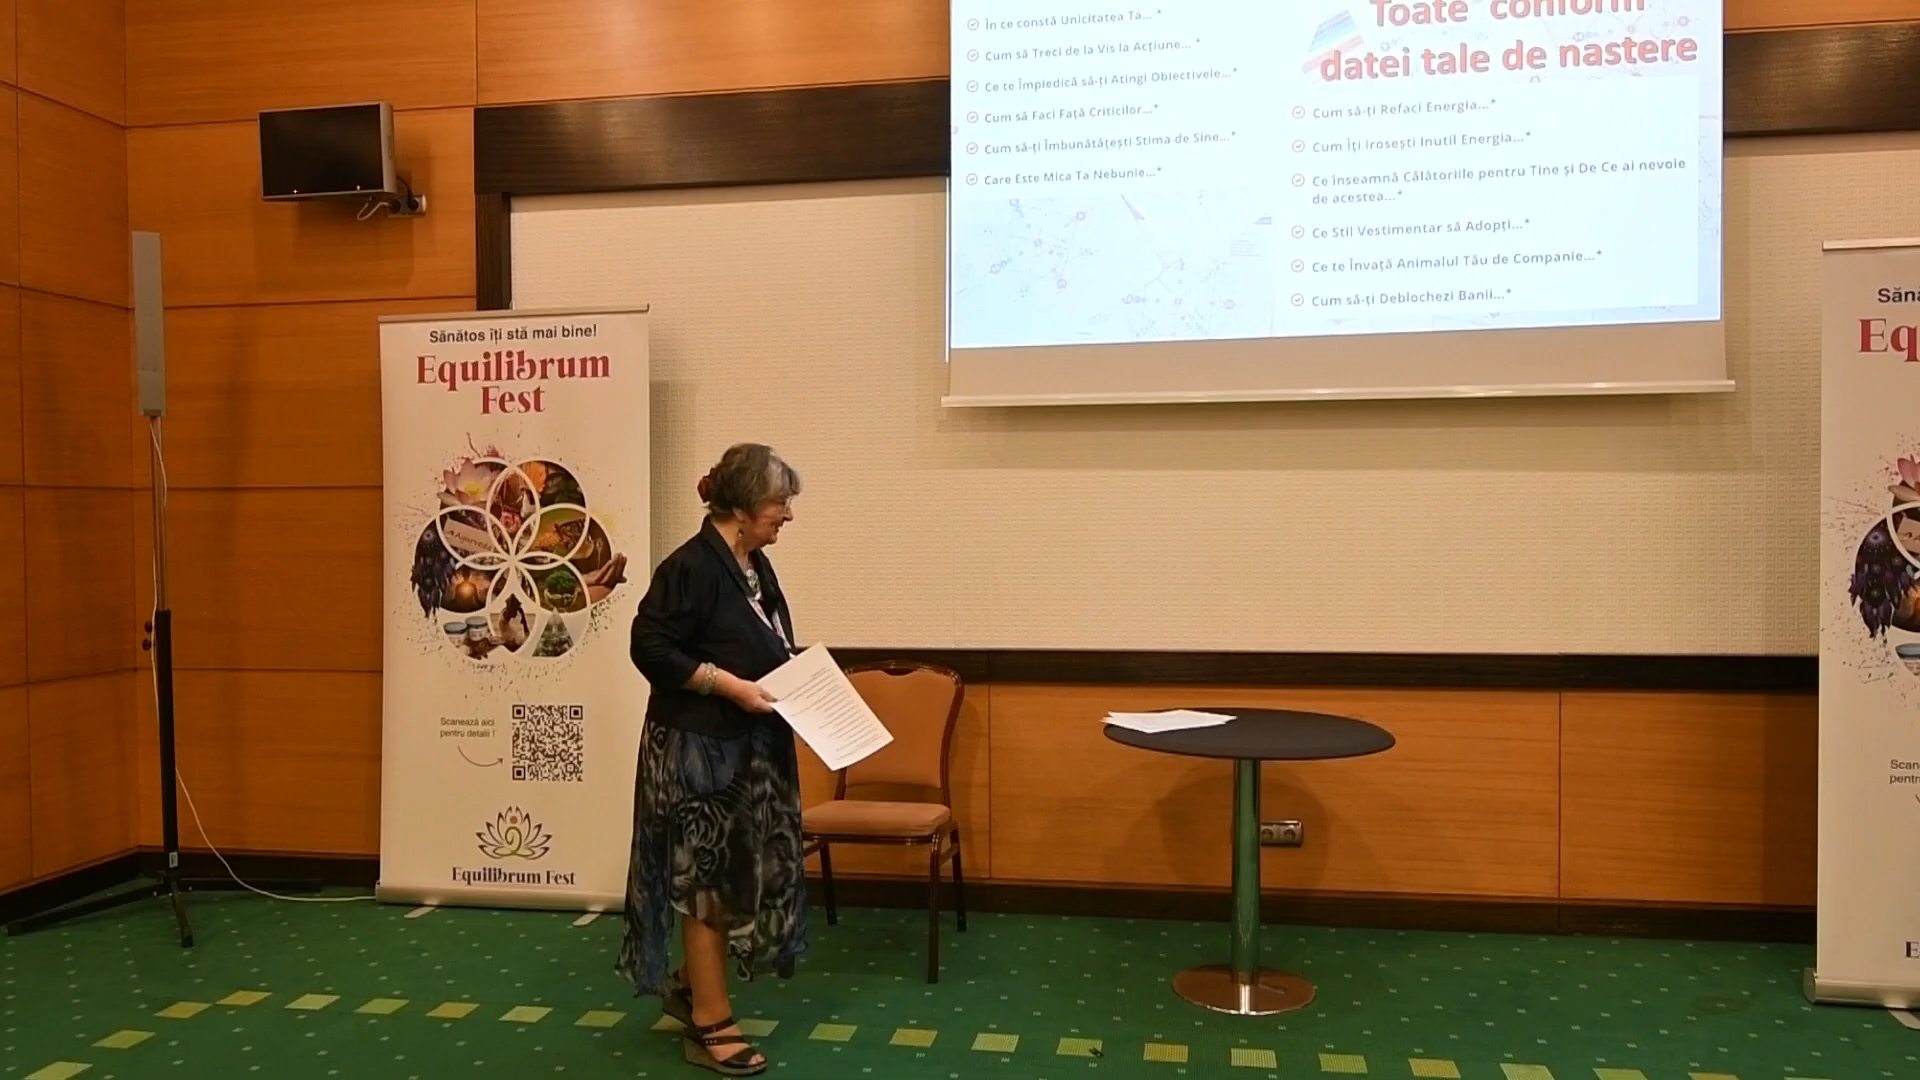 În ce constă Unicitatea Ta... *
Cum să Treci de la Vis la Acțiune... *
Ce te Împiedică să-ți Atingi Obiectivele...*
Cum să Faci Față Criticilor...*
Cum să-ți Îmbunătățești Stima de Sine...*
Care Este Mica Ta Nebunie...*
Toate conform
datei tale de nastere
Cum să-ți Refaci Energia...*
Cum Îți Irosești Inutil Energia...*
Ce Înseamnă Călătoriile pentru Tine și De Ce ai nevoie
de acestea...*
Ce Stil Vestimentar să Adopți...*
Ce te Învață Animalul Tău de Companie...*
Cum să-ți Deblochezi Banii...*
Sănătos îți stă mai bine!
Equilibrum
Fest
Ayurveda
Scanează aici
pentru detalii !
Equilibrum Fest
Săn
Eq
Scan
pentr
E